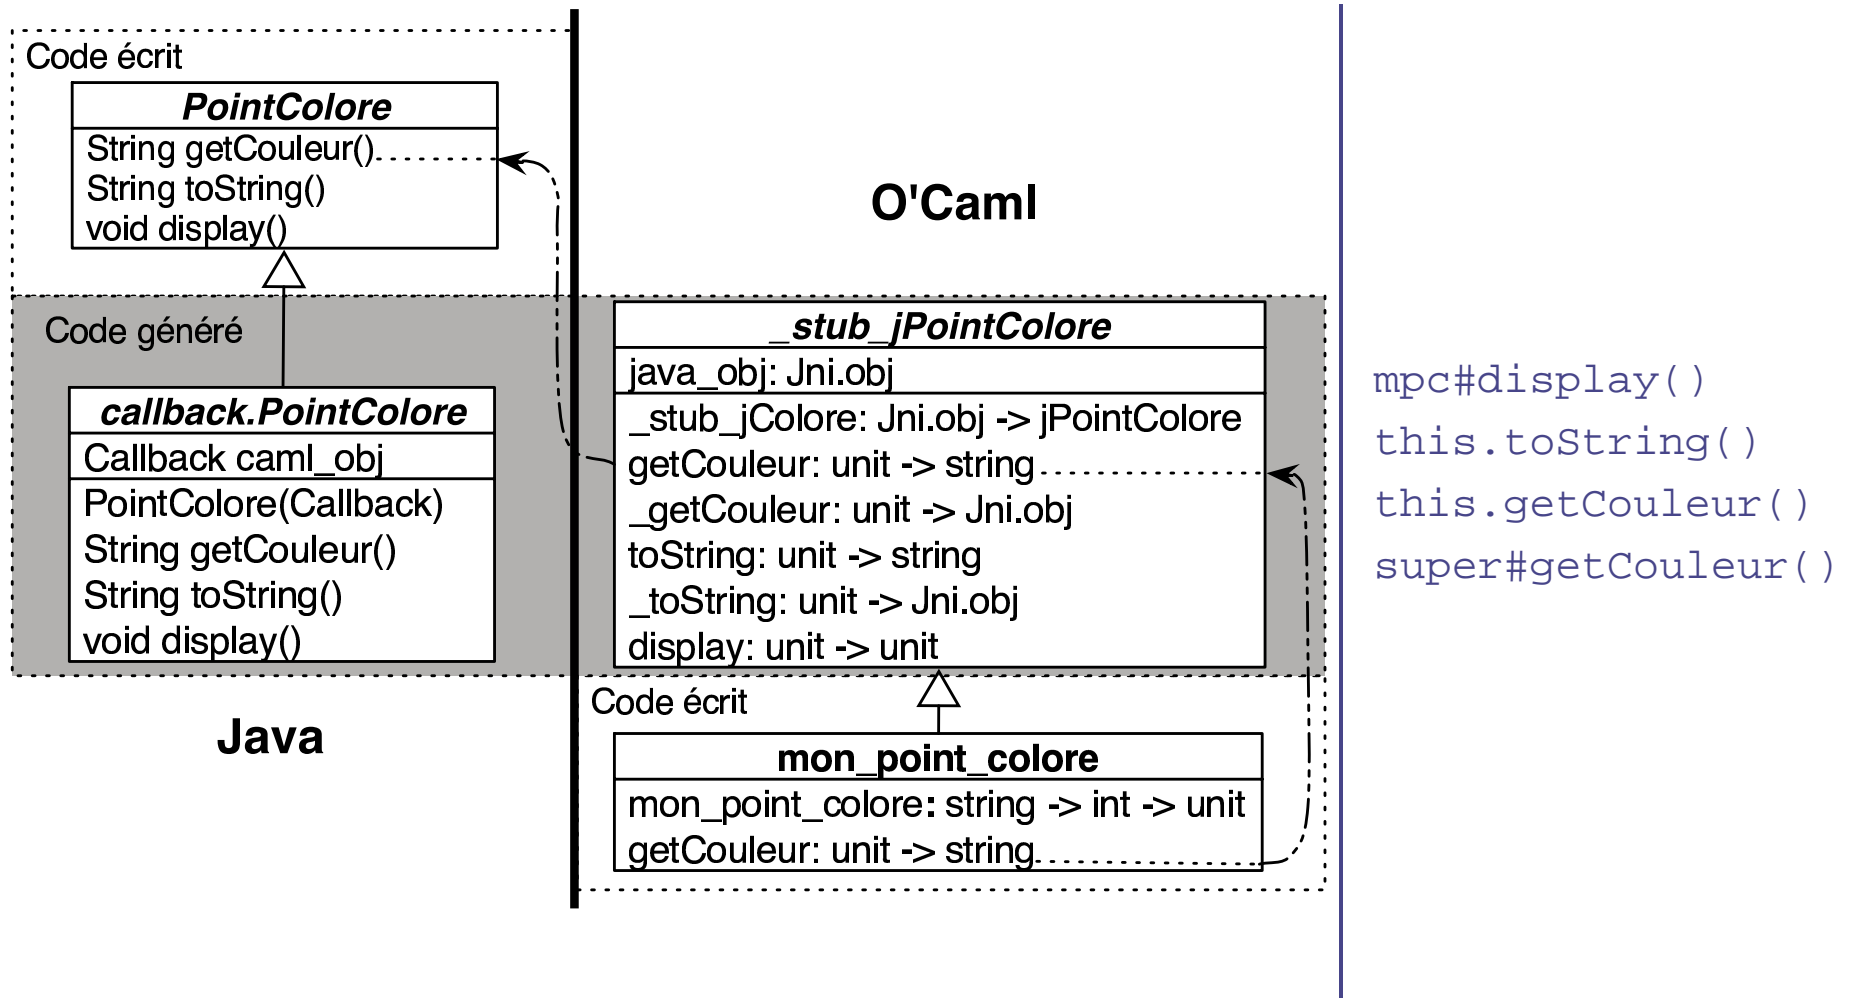 Code écrit
PointColore
String getCouleur()
String toString()
void display()
Code généré
callback.PointColore
Callback caml_obj
PointColore(Callback)
String getCouleur()
String toString()
void display()
Java
O'Caml
_stub_jPointColore
java_obj: Jni.obj
_stub_jColore: Jni.obj -> jPointColore
getCouleur: unit -> string
_getCouleur: unit -> Jni.obj
toString: unit -> string
_toString: unit -> Jni.obj
display: unit -> unit
Code écrit
mon_point_colore
mon_point_colore: string -> int -> unit
getCouleur: unit -> string
mpc#display()
this.toString()
this.getCouleur()
super#getCouleur()